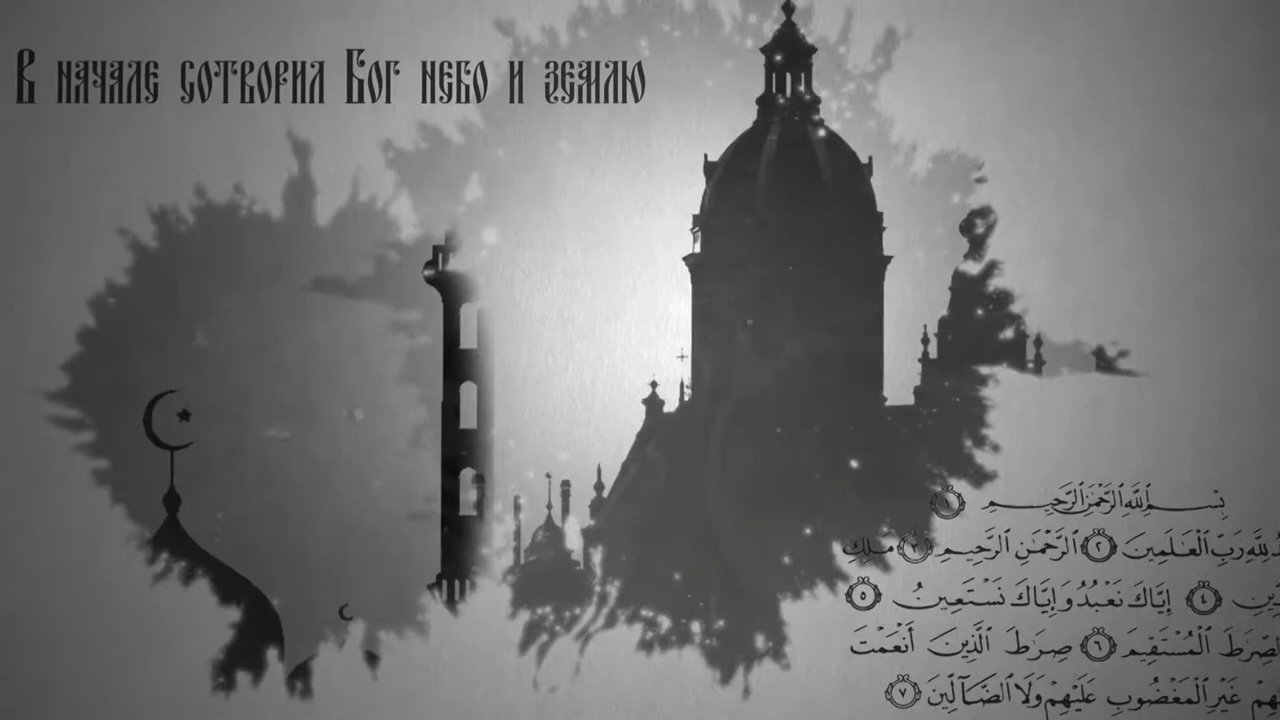 В начале сотворил Бог небо и землю
بِسْمِ ٱللَّهِ ٱلرَّحْمَٰنِ ٱلرَّحِيمِ ١
لِلَّهِ رَبِّ ٱلْعَٰلَمِينَ ٢ ٱلرَّحْمَٰنِ ٱلرَّحِيمِ ٣ مَٰلِكِ
٤ إِيَّاكَ نَعْبُدُ وَإِيَّاكَ نَسْتَعِينُ ٥
ٱلصِّرَٰطَ ٱلْمُسْتَقِيمَ ٦ صِرَٰطَ ٱلَّذِينَ أَنْعَمْتَ
غَيْرِ ٱلْمَغْضُوبِ عَلَيْهِمْ وَلَا ٱلضَّآلِّينَ ٧